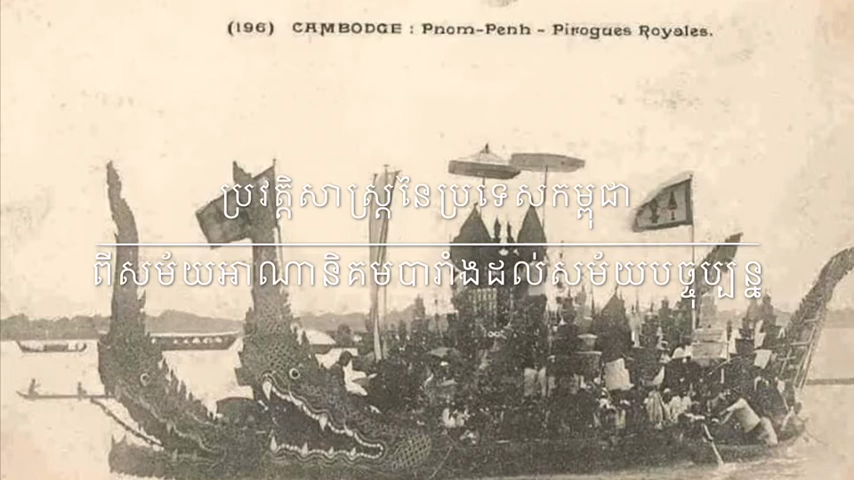 (196) CAMBODGE : Pnom-Penh - Pirogues Royales.
ប្រវត្តិសាស្ត្រនៃប្រទេសកម្ពុជា
ពីសម័យអាណានិគមបារាំងដល់សម័យបច្ចុប្បន្ន